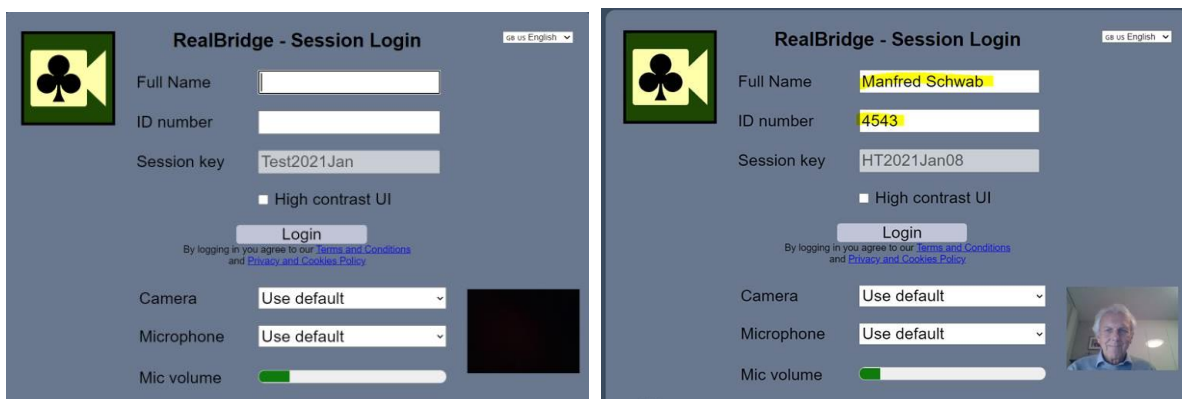 RealBridge - Session Login
GB US English
Full Name
ID number
Session key Test2021Jan
High contrast UI
Login
By logging in you agree to our Terms and Conditions
and Privacy and Cookies Policy
Camera Use default
Microphone Use default
Mic volume
RealBridge - Session Login
GB US English
Full Name Manfred Schwab
ID number 4543
Session key HT2021Jan08
High contrast UI
Login
By logging in you agree to our Terms and Conditions
and Privacy and Cookies Policy
Camera Use default
Microphone Use default
Mic volume